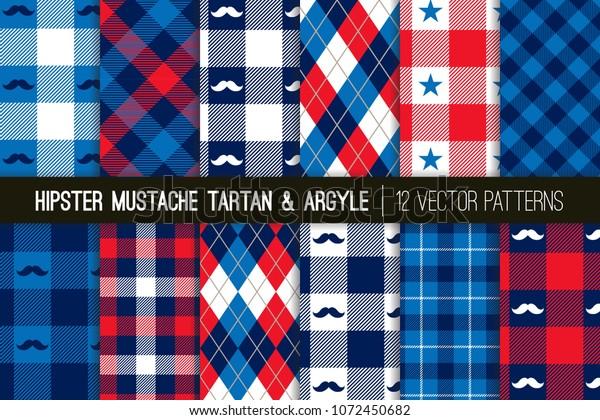 HIPSTER MUSTACHE TARTAN & ARGYLE | 12 VECTOR PATTERNS
shutterstock.com · 1072450682